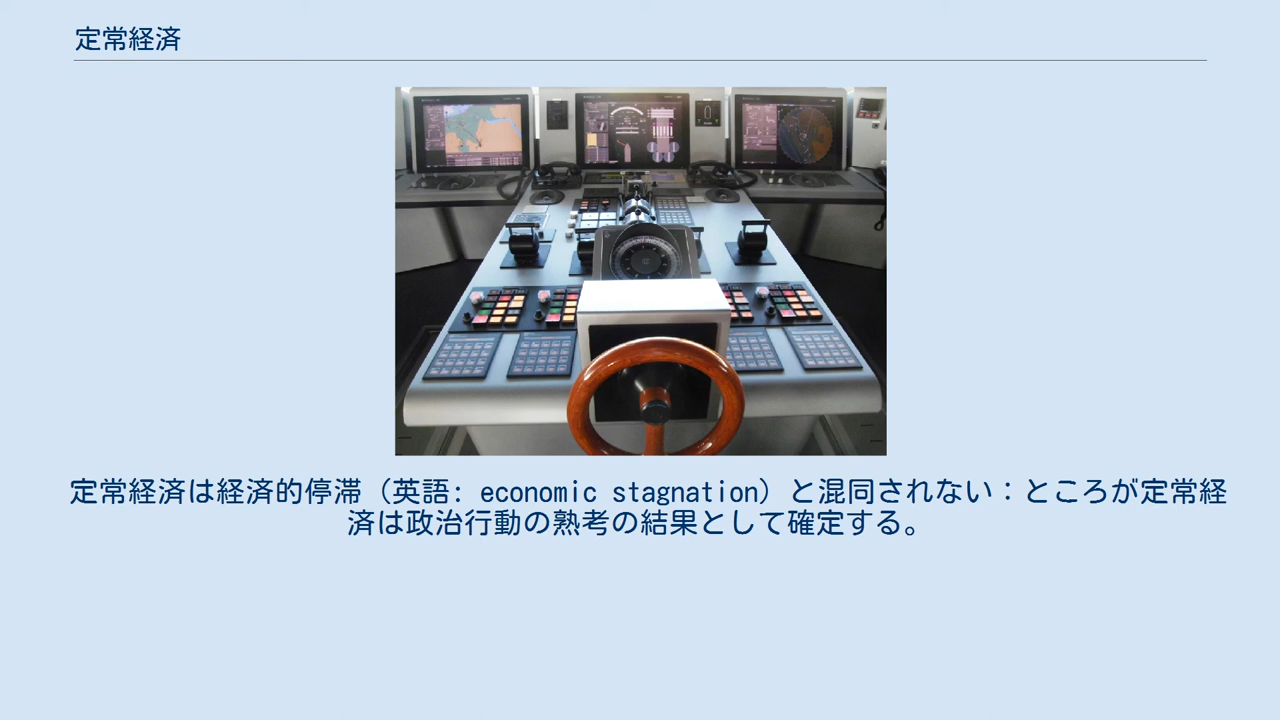 定常経済
定常経済は経済的停滞（英語: economic stagnation）と混同されない：ところが定常経
済は政治行動の熟考の結果として確定する。